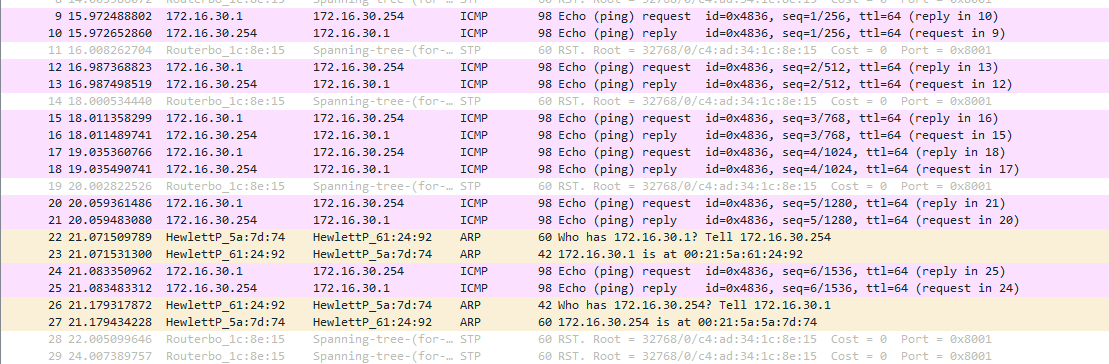 9 15.972488802 172.16.30.1 172.16.30.254 ICMP 98 Echo (ping) request id=0x4836, seq=1/256, ttl=64 (reply in 10)
10 15.972652860 172.16.30.254 172.16.30.1 ICMP 98 Echo (ping) reply id=0x4836, seq=1/256, ttl=64 (request in 9)
11 16.008262704 Routerbo_1c:8e:15 Spanning-tree-(for-… STP 60 RST. Root = 32768/0/c4:ad:34:1c:8e:15 Cost = 0 Port = 0x8001
12 16.987368823 172.16.30.1 172.16.30.254 ICMP 98 Echo (ping) request id=0x4836, seq=2/512, ttl=64 (reply in 13)
13 16.987498519 172.16.30.254 172.16.30.1 ICMP 98 Echo (ping) reply id=0x4836, seq=2/512, ttl=64 (request in 12)
14 18.000534440 Routerbo_1c:8e:15 Spanning-tree-(for-… STP 60 RST. Root = 32768/0/c4:ad:34:1c:8e:15 Cost = 0 Port = 0x8001
15 18.011358299 172.16.30.1 172.16.30.254 ICMP 98 Echo (ping) request id=0x4836, seq=3/768, ttl=64 (reply in 16)
16 18.011489741 172.16.30.254 172.16.30.1 ICMP 98 Echo (ping) reply id=0x4836, seq=3/768, ttl=64 (request in 15)
17 19.035360766 172.16.30.1 172.16.30.254 ICMP 98 Echo (ping) request id=0x4836, seq=4/1024, ttl=64 (reply in 18)
18 19.035490741 172.16.30.254 172.16.30.1 ICMP 98 Echo (ping) reply id=0x4836, seq=4/1024, ttl=64 (request in 17)
19 20.002822526 Routerbo_1c:8e:15 Spanning-tree-(for-… STP 60 RST. Root = 32768/0/c4:ad:34:1c:8e:15 Cost = 0 Port = 0x8001
20 20.059361486 172.16.30.1 172.16.30.254 ICMP 98 Echo (ping) request id=0x4836, seq=5/1280, ttl=64 (reply in 21)
21 20.059483080 172.16.30.254 172.16.30.1 ICMP 98 Echo (ping) reply id=0x4836, seq=5/1280, ttl=64 (request in 20)
22 21.071509789 HewlettP_5a:7d:74 HewlettP_61:24:92 ARP 60 Who has 172.16.30.1? Tell 172.16.30.254
23 21.071531300 HewlettP_61:24:92 HewlettP_5a:7d:74 ARP 42 172.16.30.1 is at 00:21:5a:61:24:92
24 21.083350962 172.16.30.1 172.16.30.254 ICMP 98 Echo (ping) request id=0x4836, seq=6/1536, ttl=64 (reply in 25)
25 21.083483312 172.16.30.254 172.16.30.1 ICMP 98 Echo (ping) reply id=0x4836, seq=6/1536, ttl=64 (request in 24)
26 21.179317872 HewlettP_61:24:92 HewlettP_5a:7d:74 ARP 42 Who has 172.16.30.254? Tell 172.16.30.1
27 21.179434228 HewlettP_5a:7d:74 HewlettP_61:24:92 ARP 60 172.16.30.254 is at 00:21:5a:5a:7d:74
28 22.005099646 Routerbo_1c:8e:15 Spanning-tree-(for-… STP 60 RST. Root = 32768/0/c4:ad:34:1c:8e:15 Cost = 0 Port = 0x8001
29 24.007389757 Routerbo_1c:8e:15 Spanning-tree-(for-… STP 60 RST. Root = 32768/0/c4:ad:34:1c:8e:15 Cost = 0 Port = 0x8001